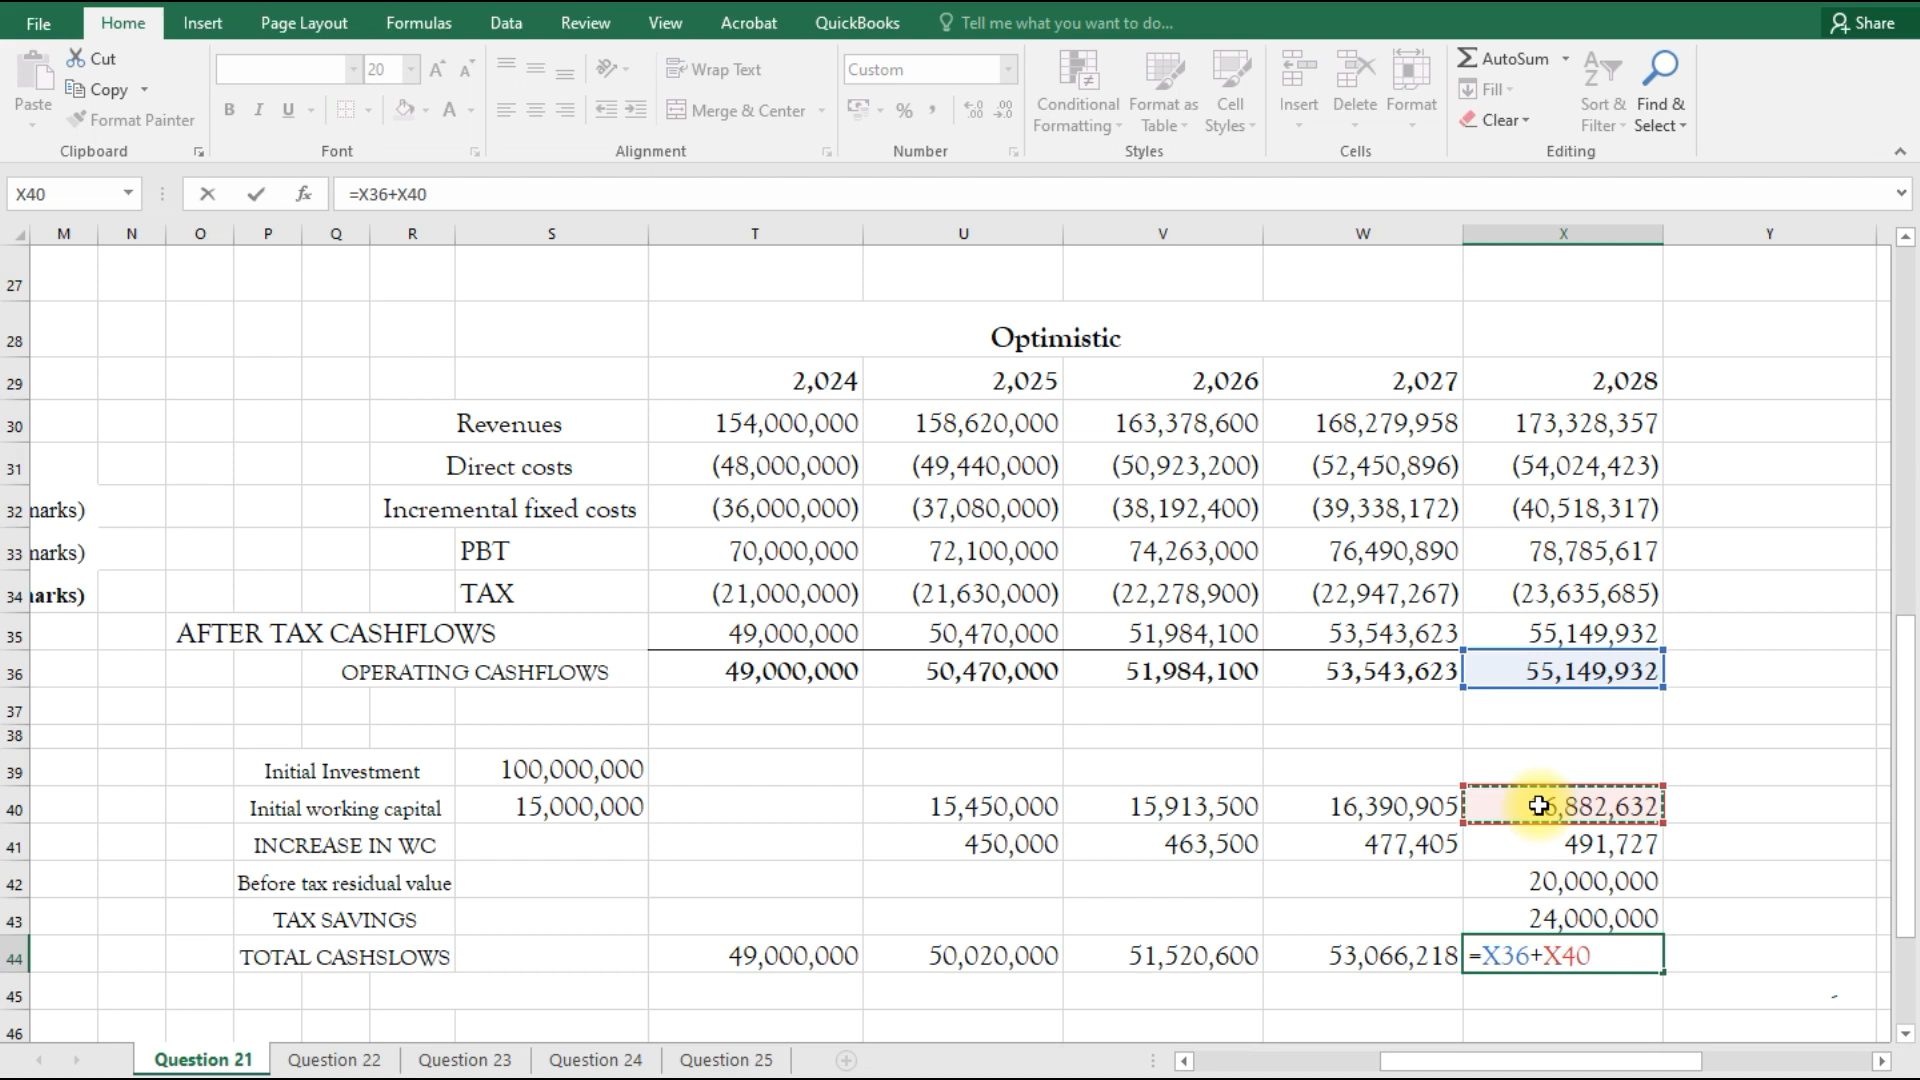 File Home Insert Page Layout Formulas Data Review View Acrobat QuickBooks Tell me what you want to do... Share
Paste
Cut
Copy
Format Painter
Clipboard
20
B I U
Font
Wrap Text
Merge & Center
Alignment
Custom
Number
Conditional Formatting
Format as Table
Cell Styles
Styles
Insert Delete Format
Cells
AutoSum
Fill
Clear
Sort & Filter
Find & Select
Editing
X40 =X36+X40
M N O P Q R S T U V W X Y
27
28 Optimistic
29 2,024 2,025 2,026 2,027 2,028
30 Revenues 154,000,000 158,620,000 163,378,600 168,279,958 173,328,357
31 Direct costs (48,000,000) (49,440,000) (50,923,200) (52,450,896) (54,024,423)
32 marks) Incremental fixed costs (36,000,000) (37,080,000) (38,192,400) (39,338,172) (40,518,317)
33 marks) PBT 70,000,000 72,100,000 74,263,000 76,490,890 78,785,617
34 arks) TAX (21,000,000) (21,630,000) (22,278,900) (22,947,267) (23,635,685)
35 AFTER TAX CASHFLOWS 49,000,000 50,470,000 51,984,100 53,543,623 55,149,932
36 OPERATING CASHFLOWS 49,000,000 50,470,000 51,984,100 53,543,623 55,149,932
37
38
39 Initial Investment 100,000,000
40 Initial working capital 15,000,000 15,450,000 15,913,500 16,390,905 6,882,632
41 INCREASE IN WC 450,000 463,500 477,405 491,727
42 Before tax residual value 20,000,000
43 TAX SAVINGS 24,000,000
44 TOTAL CASHSLOWS 49,000,000 50,020,000 51,520,600 53,066,218 =X36+X40
45
46
Question 21 Question 22 Question 23 Question 24 Question 25